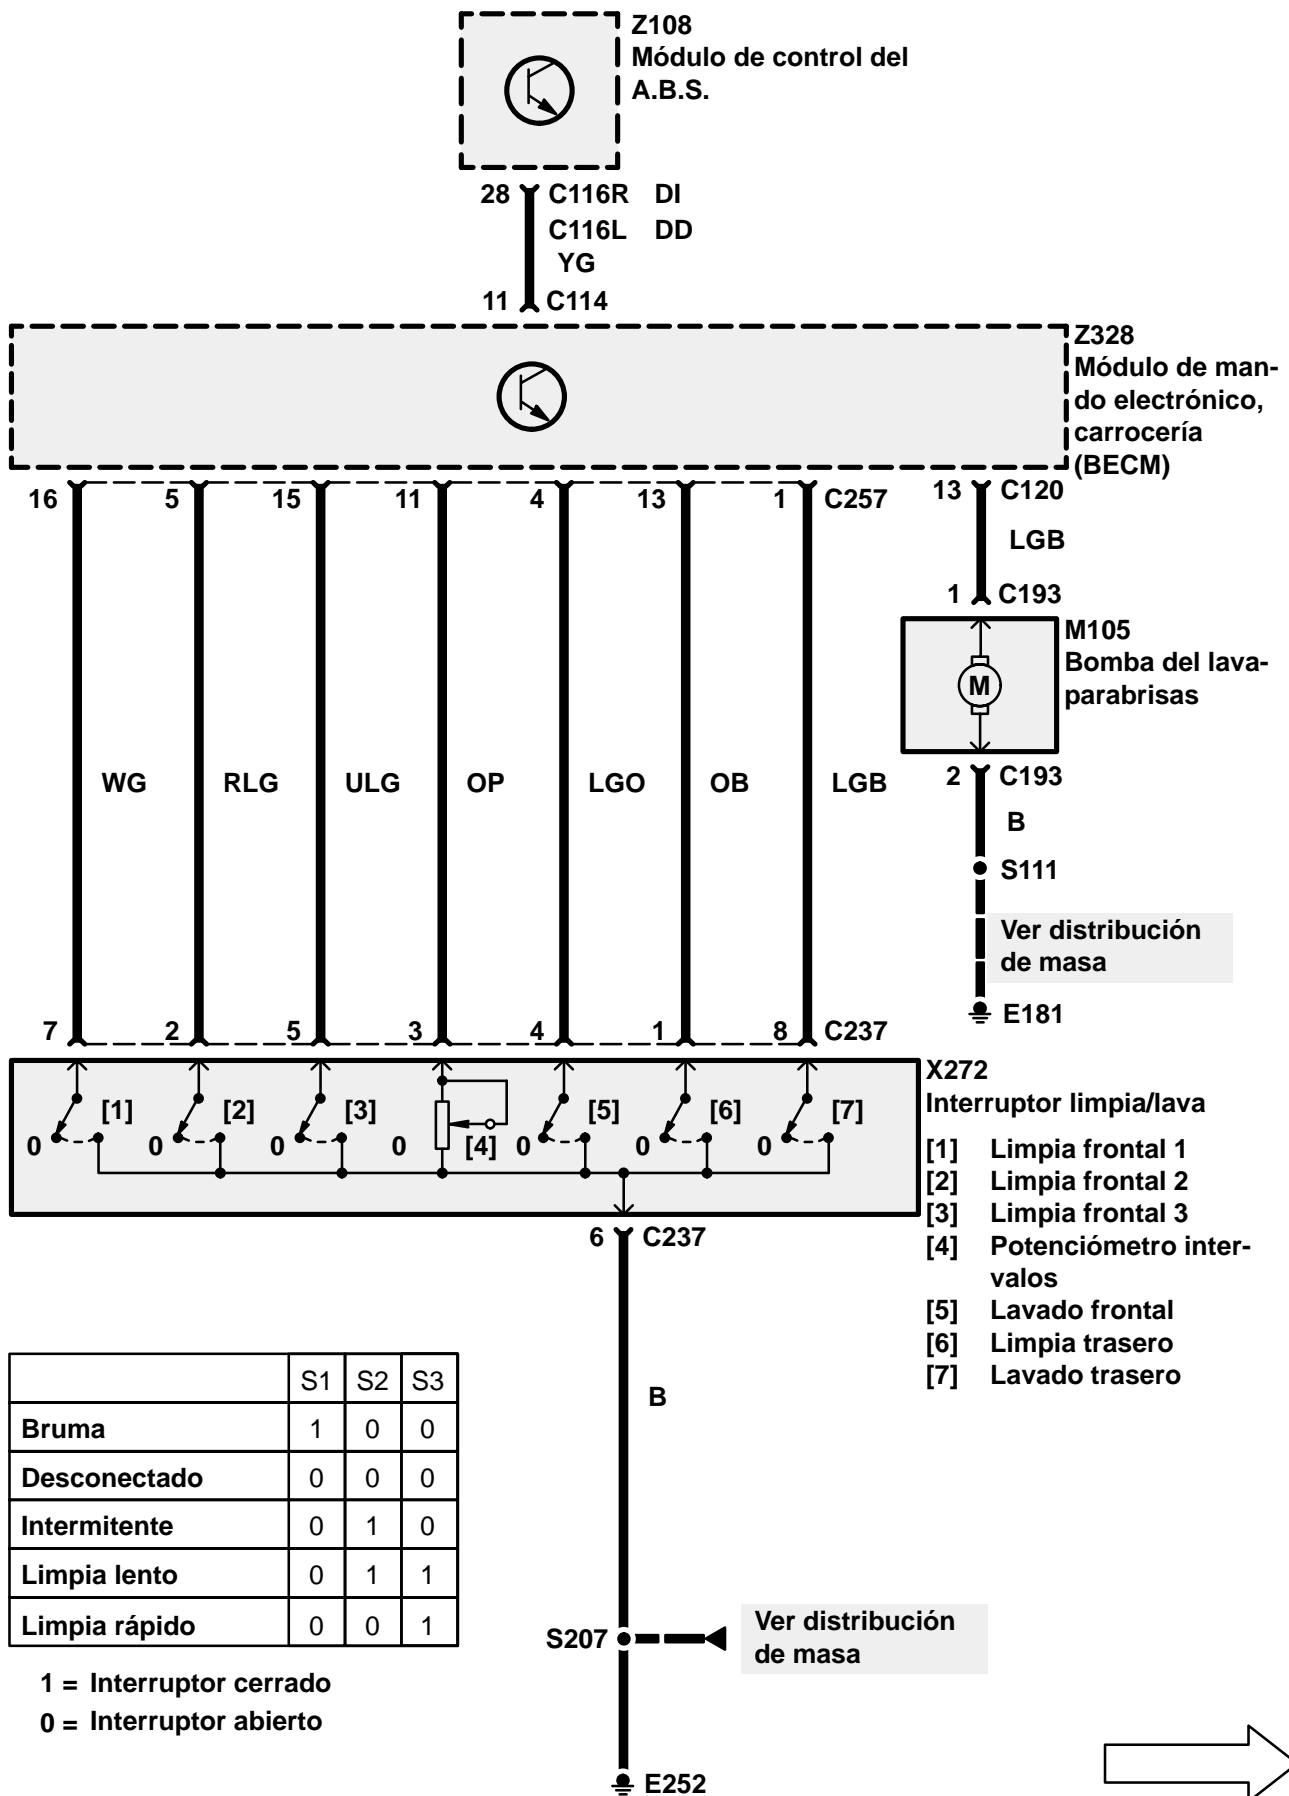 Z108
Módulo de control del
A.B.S.
28 C116R DI
C116L DD
YG
11 C114
Z328
Módulo de man-
do electrónico,
carrocería
(BECM)
16 5 15 11 4 13 1 C257 13 C120
LGB
1 C193
M105
Bomba del lava-
parabrisas
M
WG RLG ULG OP LGO OB LGB
2 C193
B
S111
Ver distribución
de masa
E181
7 2 5 3 4 1 8 C237
X272
Interruptor limpia/lava
[1] [2] [3] [4] [5] [6] [7]
0 0 0 0 0 0 0
[1] Limpia frontal 1
[2] Limpia frontal 2
[3] Limpia frontal 3
[4] Potenciómetro inter-
valos
[5] Lavado frontal
[6] Limpia trasero
[7] Lavado trasero
6 C237
B
S1 S2 S3
Bruma 1 0 0
Desconectado 0 0 0
Intermitente 0 1 0
Limpia lento 0 1 1
Limpia rápido 0 0 1
1 = Interruptor cerrado
0 = Interruptor abierto
S207
Ver distribución
de masa
E252